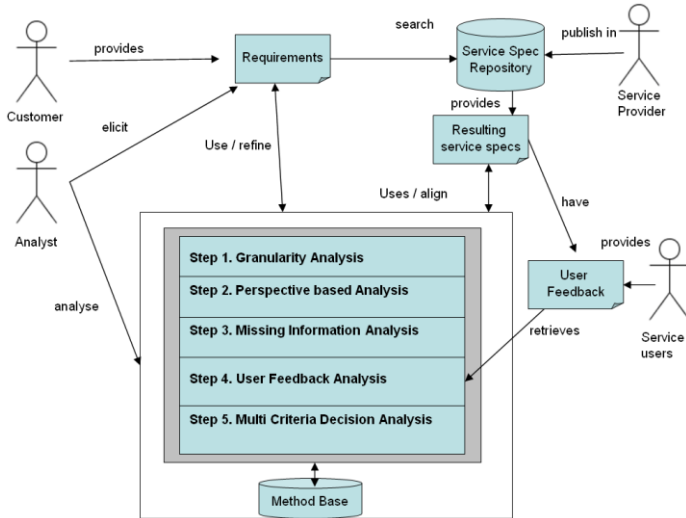 search
publish in
provides
Requirements
Service Spec
Repository
Customer
Service
Provider
provides
elicit
Resulting
service specs
Use / refine
Uses / align
Analyst
have
provides
Step 1. Granularity Analysis
User
Feedback
Step 2. Perspective based Analysis
analyse
Step 3. Missing Information Analysis
retrieves
Service
users
Step 4. User Feedback Analysis
Step 5. Multi Criteria Decision Analysis
Method Base